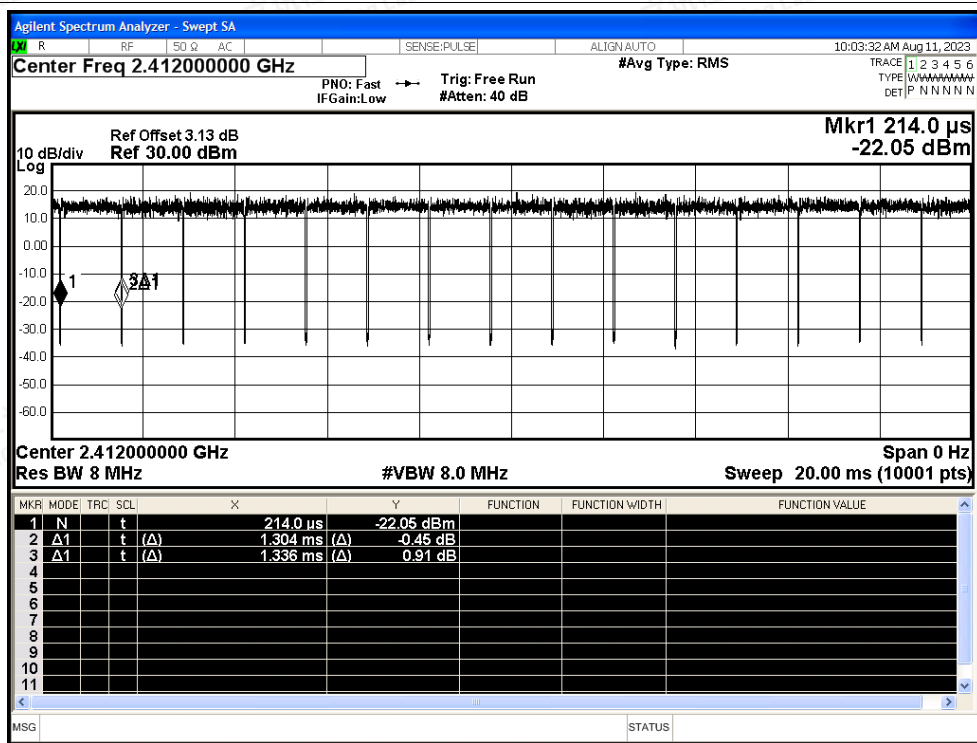 Agilent Spectrum Analyzer - Swept SA
LXI R RF 50 Ω AC SENSE:PULSE ALIGN AUTO 10:03:32 AM Aug 11, 2023
Center Freq 2.412000000 GHz #Avg Type: RMS TRACE 1 2 3 4 5 6
PNO: Fast Trig: Free Run TYPE
IFGain:Low #Atten: 40 dB DET P N N N N N
Mkr1 214.0 µs
Ref Offset 3.13 dB
10 dB/div Ref 30.00 dBm -22.05 dBm
Log
20.0
10.0
0.00
-10.0
1 2Δ1
-20.0
-30.0
-40.0
-50.0
-60.0
Center 2.412000000 GHz Span 0 Hz
Res BW 8 MHz #VBW 8.0 MHz Sweep 20.00 ms (10001 pts)
MKR MODE TRC SCL X Y FUNCTION FUNCTION WIDTH FUNCTION VALUE
1 N t 214.0 µs -22.05 dBm
2 Δ1 t (Δ) 1.304 ms (Δ) -0.45 dB
3 Δ1 t (Δ) 1.336 ms (Δ) 0.91 dB
4
5
6
7
8
9
10
11
MSG STATUS